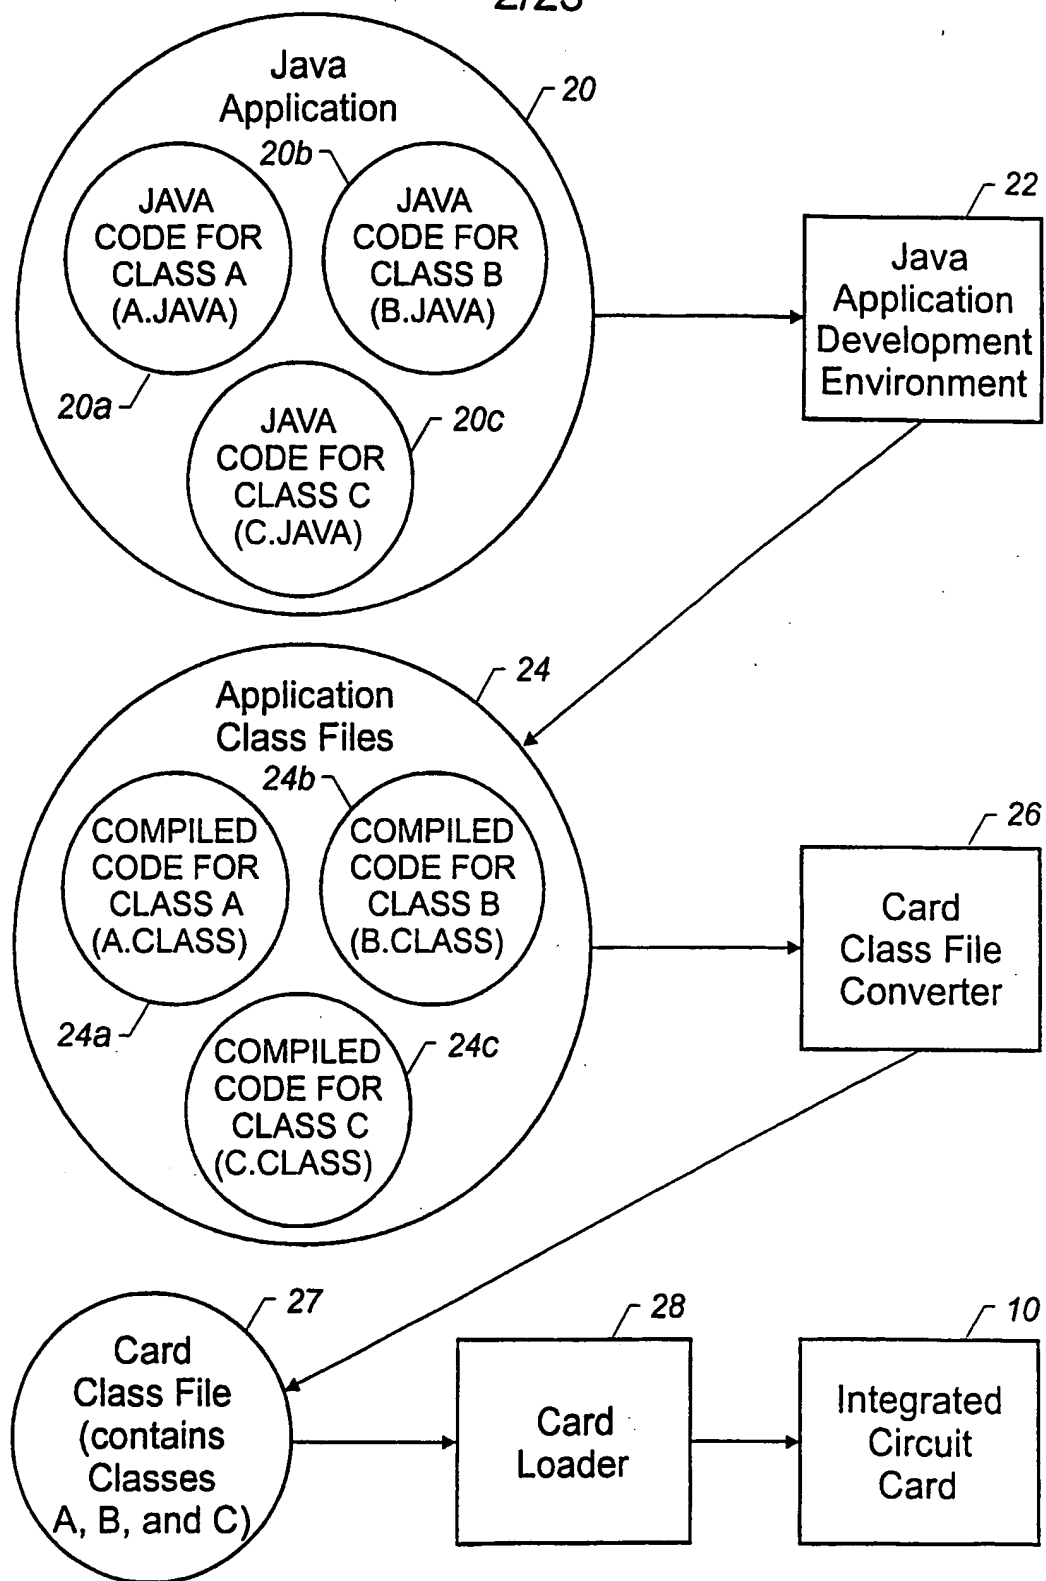 2/23
Java
Application
20
20b
JAVA
CODE FOR
CLASS A
(A.JAVA)
JAVA
CODE FOR
CLASS B
(B.JAVA)
22
Java
Application
Development
Environment
20a
JAVA
CODE FOR
CLASS C
(C.JAVA)
20c
24
Application
Class Files
24b
COMPILED
CODE FOR
CLASS A
(A.CLASS)
COMPILED
CODE FOR
CLASS B
(B.CLASS)
26
Card
Class File
Converter
24a
COMPILED
CODE FOR
CLASS C
(C.CLASS)
24c
27
Card
Class File
(contains
Classes
A, B, and C)
28
Card
Loader
10
Integrated
Circuit
Card